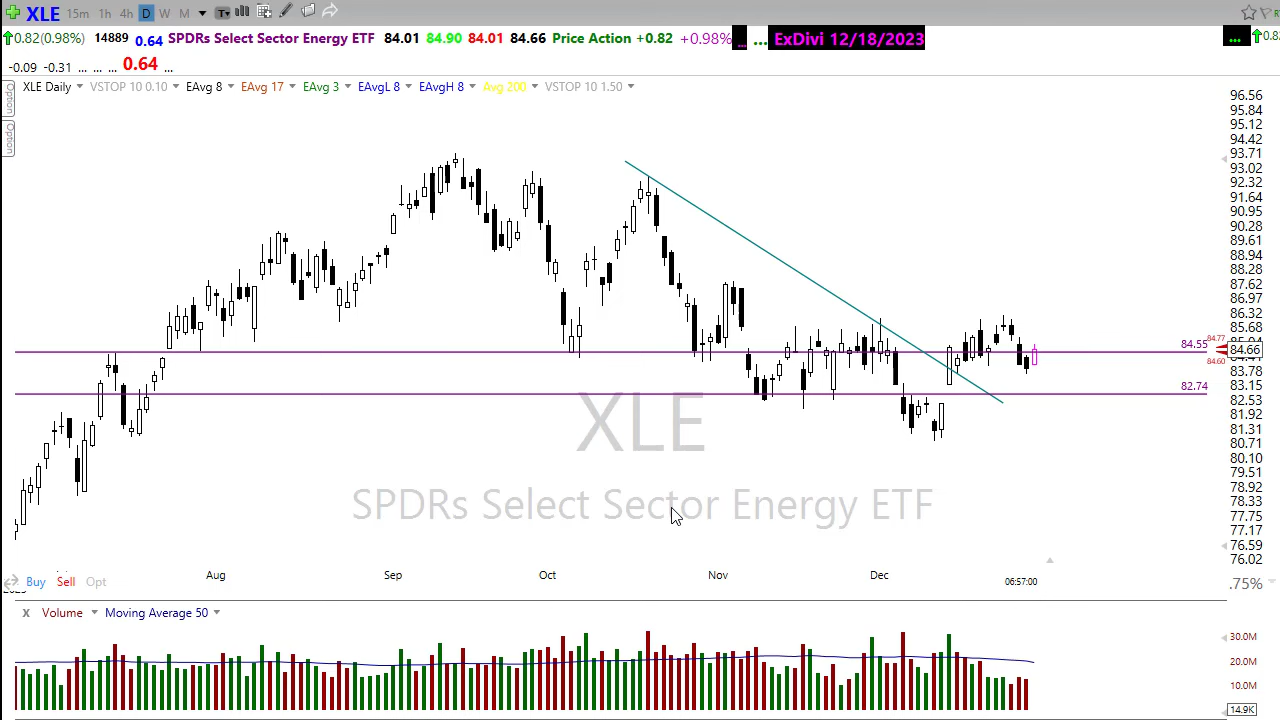 XLE 15m 1h 4h D W M T
0.82(0.98%) 14889 0.64 SPDRs Select Sector Energy ETF 84.01 84.90 84.01 84.66 Price Action +0.82 +0.98% ... ... ExDivi 12/18/2023 ...
-0.09 -0.31 ... ... ... 0.64 ...
XLE Daily VSTOP 10 0.10 EAvg 8 EAvg 17 EAvg 3 EAvgL 8 EAvgH 8 Avg 200 VSTOP 10 1.50
Option
Option
96.56
95.84
95.12
94.42
93.71
93.02
92.32
91.64
90.95
90.28
89.61
88.94
88.28
87.62
86.97
86.32
85.68
84.55 84.77
84.66
84.60
83.78
83.15
82.74
82.53
81.92
81.31
80.71
80.10
79.51
78.92
78.33
77.75
77.17
76.59
76.02
XLE
SPDRs Select Sector Energy ETF
Aug Sep Oct Nov Dec 06:57:00
Buy Sell Opt .75%
X Volume Moving Average 50
30.0M
20.0M
10.0M
14.9K